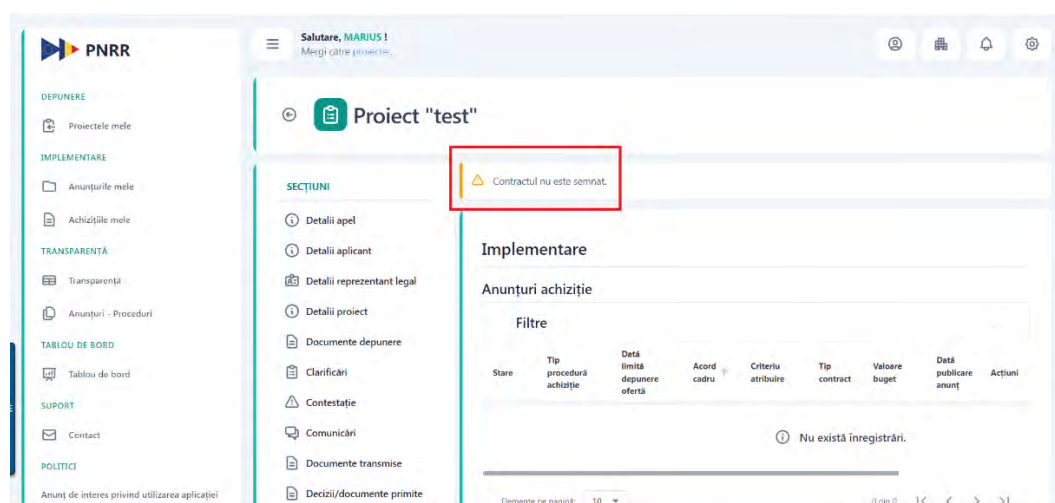 PNRR
Salutare, MARIUS !
Mergi către proiecte.
DEPUNERE
Proiectele mele
IMPLEMENTARE
Anunțurile mele
Achizițiile mele
TRANSPARENȚĂ
Transparență
Anunțuri - Proceduri
TABLOU DE BORD
Tablou de bord
SUPORT
Contact
POLITICI
Anunț de interes privind utilizarea aplicației
Proiect "test"
SECȚIUNI
Detalii apel
Detalii aplicant
Detalii reprezentant legal
Detalii proiect
Documente depunere
Clarificări
Contestație
Comunicări
Documente transmise
Decizii/documente primite
Contractul nu este semnat.
Implementare
Anunțuri achiziție
Filtre
Stare
Tip
procedură
achiziție
Dată
limită
depunere
ofertă
Acord
cadru
Criteriu
atribuire
Tip
contract
Valoare
buget
Dată
publicare
anunț
Acțiuni
Nu există înregistrări.
Elemente pe pagină: 10
0 din 0